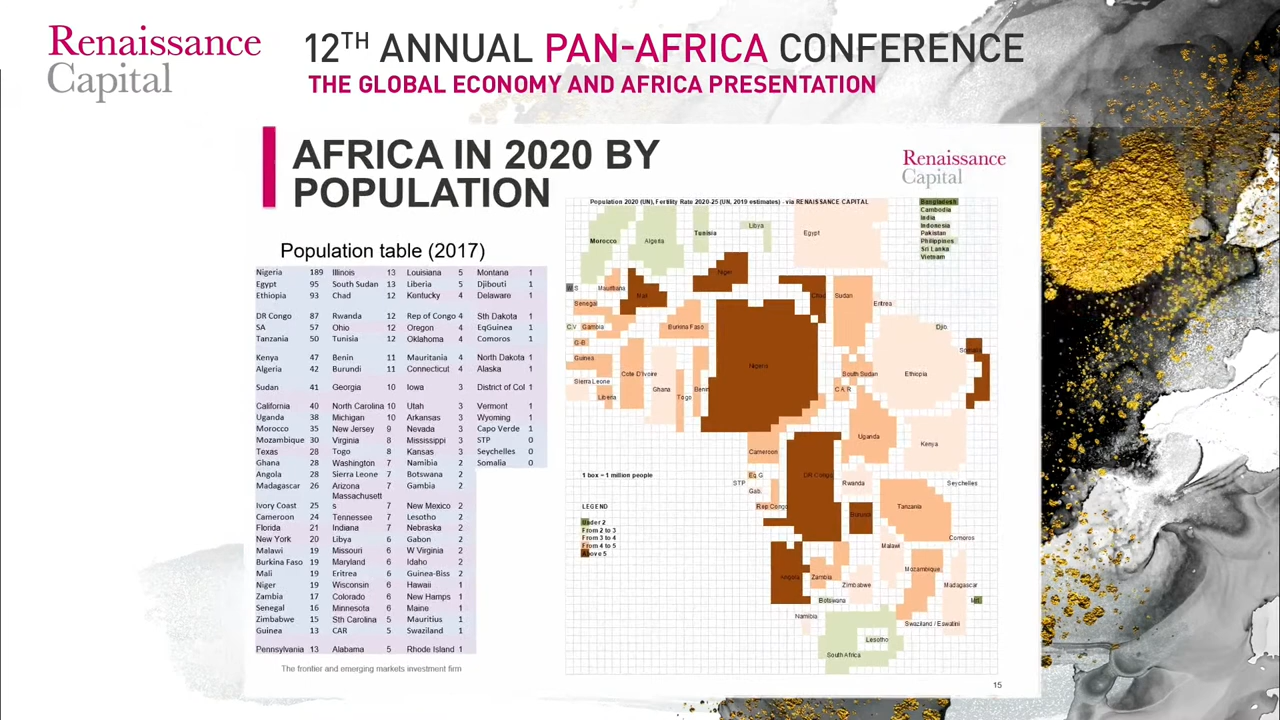 Renaissance
Capital
12TH ANNUAL PAN-AFRICA CONFERENCE
THE GLOBAL ECONOMY AND AFRICA PRESENTATION
AFRICA IN 2020 BY
POPULATION
Renaissance
Capital
Population table (2017)
Nigeria 189 Illinois 13 Louisiana 5 Montana 1
Egypt 95 South Sudan 13 Liberia 5 Djibouti 1
Ethiopia 93 Chad 12 Kentucky 4 Delaware 1
DR Congo 87 Rwanda 12 Rep of Congo 4 Sth Dakota 1
SA 57 Ohio 12 Oregon 4 EqGuinea 1
Tanzania 50 Tunisia 12 Oklahoma 4 Comoros 1
Kenya 47 Benin 11 Mauritania 4 North Dakota 1
Algeria 42 Burundi 11 Connecticut 4 Alaska 1
Sudan 41 Georgia 10 Iowa 3 District of Col 1
California 40 North Carolina 10 Utah 3 Vermont 1
Uganda 38 Michigan 10 Arkansas 3 Wyoming 1
Morocco 35 New Jersey 9 Nevada 3 Capo Verde 1
Mozambique 30 Virginia 8 Mississippi 3 STP 0
Texas 28 Togo 8 Kansas 3 Seychelles 0
Ghana 28 Washington 7 Namibia 2 Somalia 0
Angola 28 Sierra Leone 7 Botswana 2
Madagascar 26 Arizona 7 Gambia 2
Massachusett
Ivory Coast 25 s 7 New Mexico 2
Cameroon 24 Tennessee 7 Lesotho 2
Florida 21 Indiana 7 Nebraska 2
New York 20 Libya 6 Gabon 2
Malawi 19 Missouri 6 W Virginia 2
Burkina Faso 19 Maryland 6 Idaho 2
Mali 19 Eritrea 6 Guinea-Biss 2
Niger 19 Wisconsin 6 Hawaii 1
Zambia 17 Colorado 6 New Hamps 1
Senegal 16 Minnesota 6 Maine 1
Zimbabwe 15 Sth Carolina 5 Mauritius 1
Guinea 13 CAR 5 Swaziland 1
Pennsylvania 13 Alabama 5 Rhode Island 1
The frontier and emerging markets investment firm
Population 2020 (UN), Fertility Rate 2020-25 (UN, 2019 estimates) - via RENAISSANCE CAPITAL
Bangladesh
Cambodia
India
Indonesia
Pakistan
Philippines
Sri Lanka
Vietnam
Morocco
Algeria
Tunisia
Libya
Egypt
W S
Mauritania
Mali
Niger
Chad
Sudan
Eritrea
Senegal
C.V
Gambia
Burkina Faso
Djib
G-B
Guinea
Sierra Leone
Liberia
Cote D'Ivoire
Ghana
Togo
Benin
Nigeria
South Sudan
C A R
Ethiopia
Somalia
Cameroon
Uganda
Kenya
1 box = 1 million people
Eq G
STP
Gab.
Rep Congo
DR Congo
Rwanda
Burundi
Seychelles
Tanzania
Comoros
LEGEND
Under 2
From 2 to 3
From 3 to 4
From 4 to 5
Above 5
Malawi
Angola
Zambia
Mozambique
Zimbabwe
Madagascar
Botswana
Namibia
Swaziland / Eswatini
Lesotho
South Africa
15